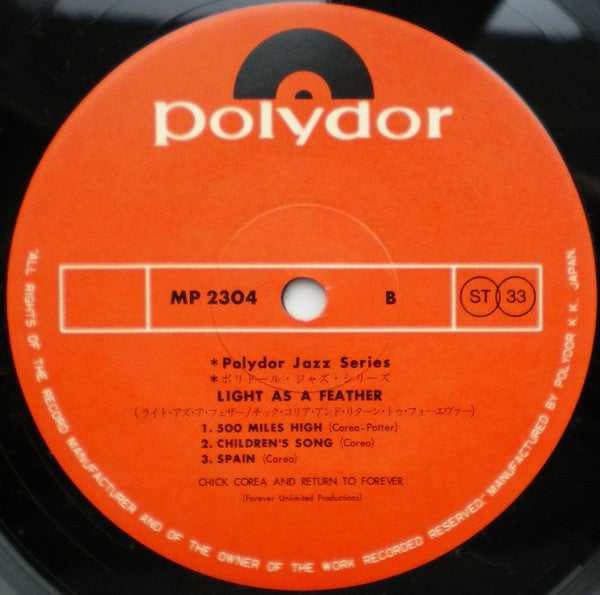 polydor
MP 2304 B ST 33
*Polydor Jazz Series
*ポリドール・ジャズ・シリーズ
LIGHT AS A FEATHER
(ライト・アズ・ア・フェザー/チック・コリア・アンド・リターン・トゥ・フォーエヴァー)
1. 500 MILES HIGH (Corea-Potter)
2. CHILDREN'S SONG (Corea)
3. SPAIN (Corea)
CHICK COREA AND RETURN TO FOREVER
(Forever Unlimited Productions)
"ALL RIGHTS OF THE RECORD MANUFACTURER AND OF THE OWNER OF THE WORK RECORDED RESERVED." MANUFACTURED BY POLYDOR K.K. JAPAN